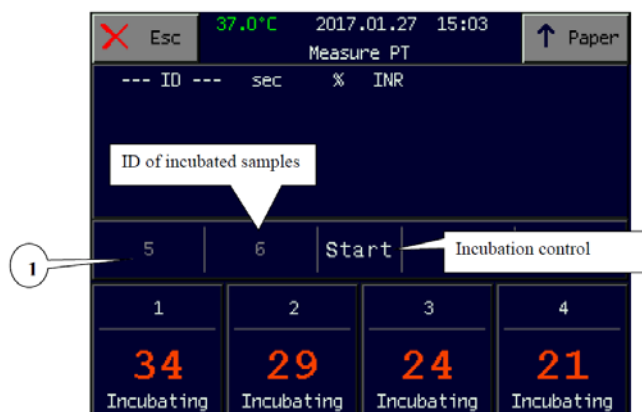 Esc 37.0°C 2017.01.27 15:03 ↑ Paper
Measure PT
--- ID --- sec % INR
ID of incubated samples
5 6 Start Incubation control
1
1 2 3 4
34 29 24 21
Incubating Incubating Incubating Incubating